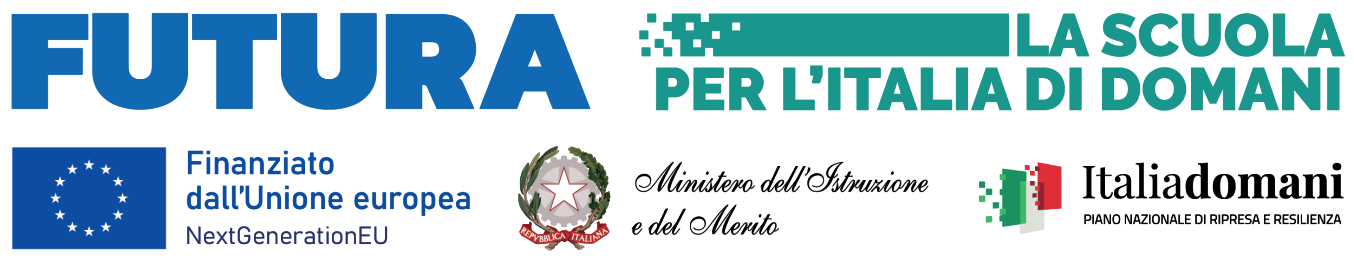 FUTURA
LA SCUOLA
PER L'ITALIA DI DOMANI
Finanziato
dall'Unione europea
NextGenerationEU
REPVBBLICA ITALIANA
Ministero dell'Istruzione
e del Merito
Italiadomani
PIANO NAZIONALE DI RIPRESA E RESILIENZA